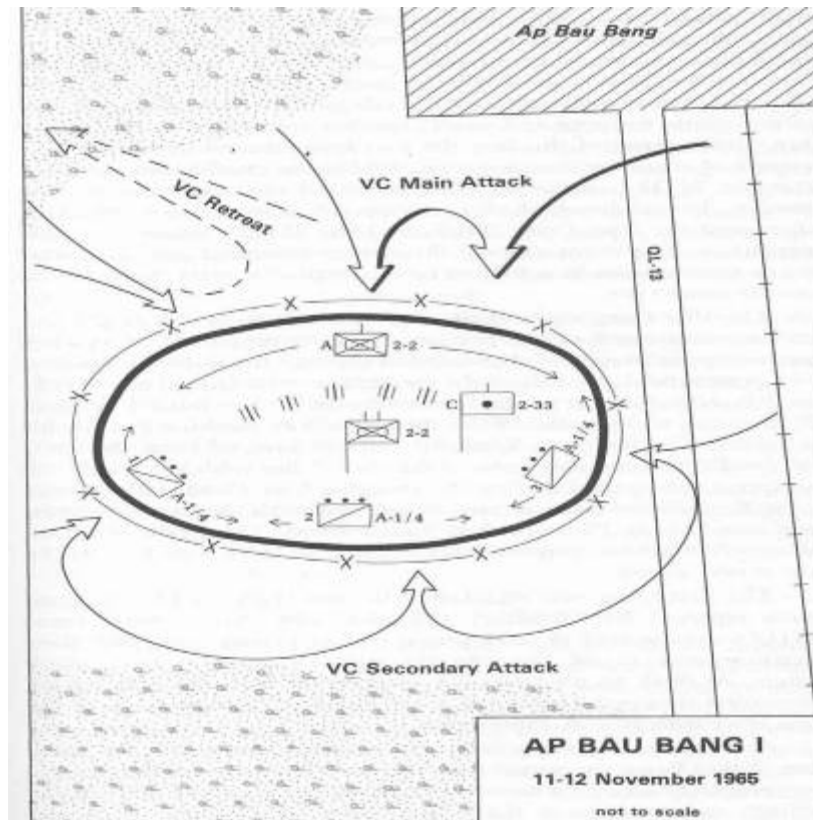 Ap Bau Bang
VC Main Attack
VC Retreat
QL-13
A 2-2
C 2-33
2-2
A-1/4
A-1/4
2 A-1/4
VC Secondary Attack
AP BAU BANG I
11-12 November 1965
not to scale